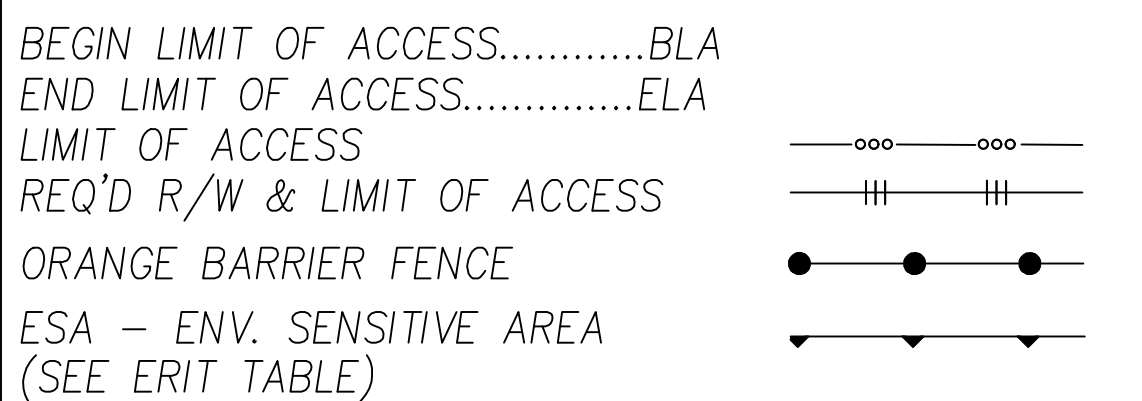 BEGIN LIMIT OF ACCESS............BLA
END LIMIT OF ACCESS..............ELA
LIMIT OF ACCESS
REQ'D R/W & LIMIT OF ACCESS
ORANGE BARRIER FENCE
ESA – ENV. SENSITIVE AREA
(SEE ERIT TABLE)